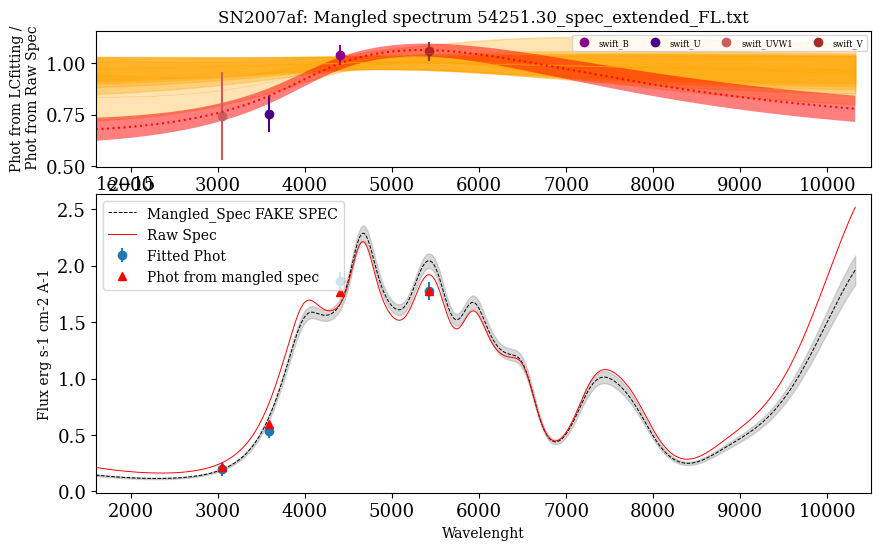 SN2007af: Mangled spectrum 54251.30_spec_extended_FL.txt
Phot from LCfitting /
Phot from Raw Spec
1.00
0.75
0.50
swift_B swift_U swift_UVW1 swift_V
2000 3000 4000 5000 6000 7000 8000 9000 10000
1e−15
Flux erg s-1 cm-2 A-1
2.5
2.0
1.5
1.0
0.5
0.0
Mangled_Spec FAKE SPEC
Raw Spec
Fitted Phot
Phot from mangled spec
2000 3000 4000 5000 6000 7000 8000 9000 10000
Wavelenght